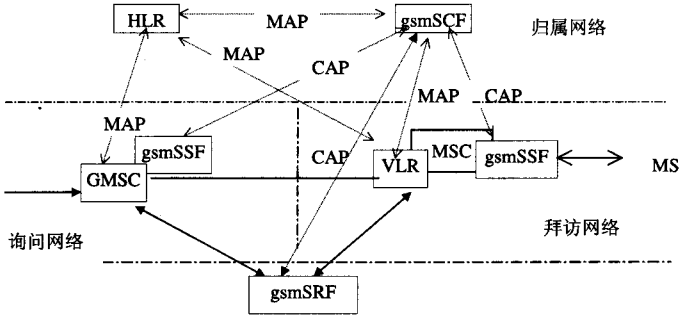 HLR
MAP
gsmSCF
归属网络
MAP
CAP
MAP
CAP
MAP
gsmSSF
CAP
VLR
MSC
gsmSSF
MS
GMSC
询问网络
拜访网络
gsmSRF